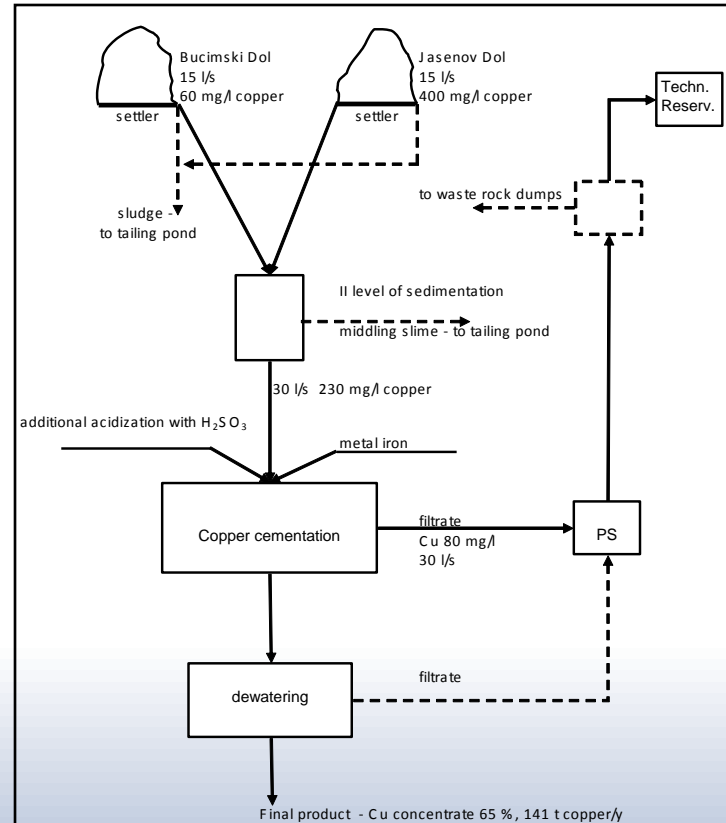 Bucimski Dol
15 l/s
60 mg/l copper
settler
Jasenov Dol
15 l/s
400 mg/l copper
settler
Techn.
Reserv.
to waste rock dumps
sludge -
to tailing pond
II level of sedimentation
middling slime - to tailing pond
30 l/s 230 mg/l copper
additional acidization with H₂SO₃
metal iron
Copper cementation
filtrate
Cu 80 mg/l
30 l/s
PS
dewatering
filtrate
Final product - Cu concentrate 65 %, 141 t copper/y